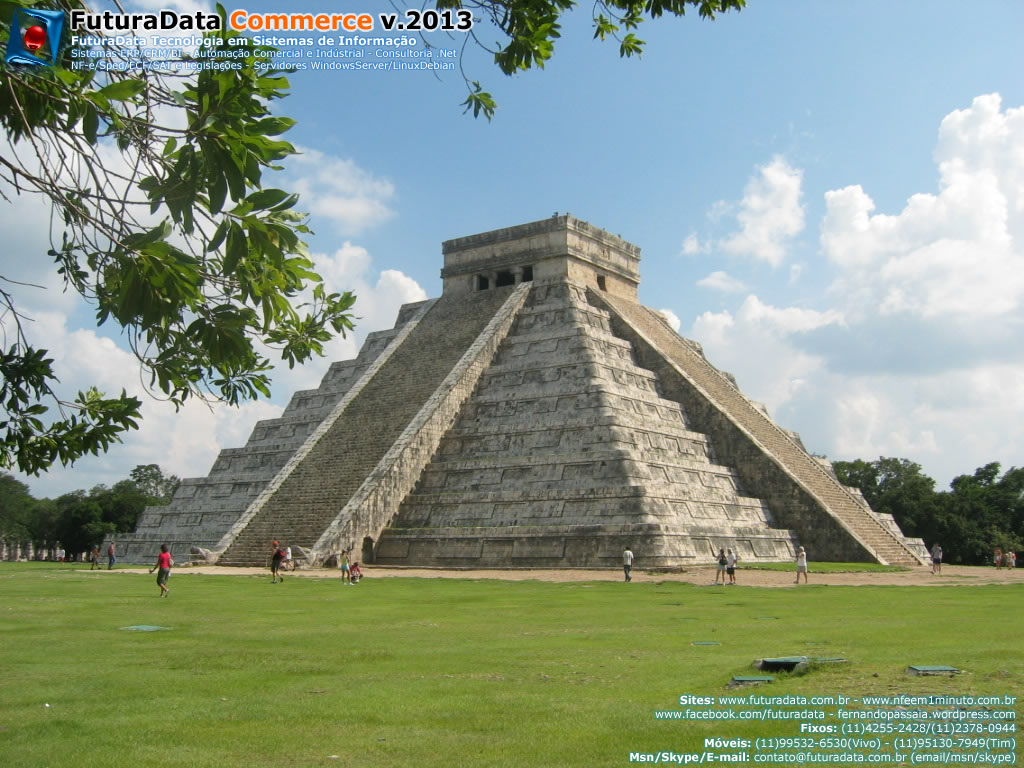 FuturaData Commerce v.2013
FuturaData Tecnologia em Sistemas de Informação
Sistemas ERP/CRM/BI - Automação Comercial e Industrial - Consultoria .Net
NF-e/Sped/ECF/SAT e Legislações - Servidores WindowsServer/LinuxDebian
Sites: www.futuradata.com.br - www.nfeem1minuto.com.br
www.facebook.com/futuradata - fernandopassaia.wordpress.com
Fixos: (11)4255-2428/(11)2378-0944
Móveis: (11)99532-6530(Vivo) - (11)95130-7949(Tim)
Msn/Skype/E-mail: contato@futuradata.com.br (email/msn/skype)